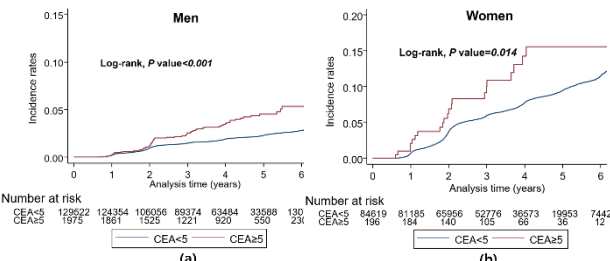 Men
Incidence rates
0.15
0.10
0.05
0.00
Log-rank, P value<0.001
0 1 2 3 4 5 6
Analysis time (years)
Number at risk
CEA<5 129522 124354 106056 89374 63484 33588 130
CEA≥5 1975 1861 1525 1221 920 550 230
CEA<5 CEA≥5
(a)
Women
Incidence rates
0.20
0.15
0.10
0.05
0.00
Log-rank, P value=0.014
0 1 2 3 4 5 6
Analysis time (years)
Number at risk
CEA<5 84619 81185 65956 52776 36573 19953 7442
CEA≥5 196 184 140 105 66 36 12
CEA<5 CEA≥5
(b)